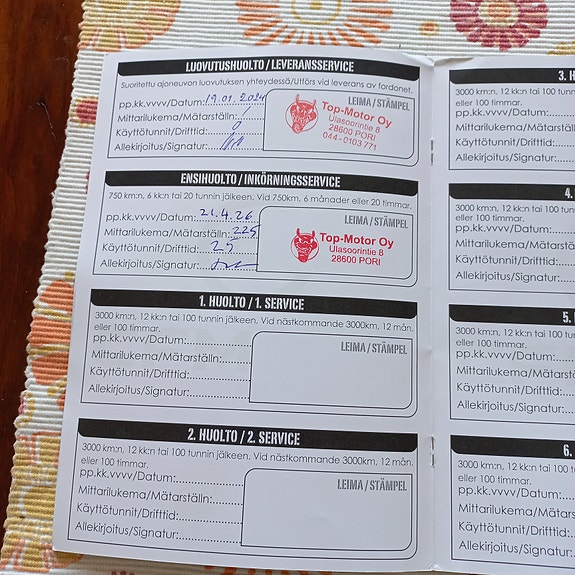 LUOVUTUSHUOLTO / LEVERANSSERVICE
Suoritettu ajoneuvon luovutuksen yhteydessä/Utförs vid leverans av fordonet.
pp.kk.vvvv/Datum: 19.01.2024
Mittarilukema/Mätarställn:
Käyttötunnit/Drifttid:
Allekirjoitus/Signatur:
LEIMA / STÄMPEL
Top-Motor Oy
Ulasoorintie 8
28600 PORI
044-0103 771
ENSIHUOLTO / INKÖRNINGSSERVICE
750 km:n, 6 kk:n tai 20 tunnin jälkeen. Vid 750km, 6 månader eller 20 timmar.
pp.kk.vvvv/Datum: 21.4.26
Mittarilukema/Mätarställn: 225
Käyttötunnit/Drifttid: 25
Allekirjoitus/Signatur:
LEIMA / STÄMPEL
Top-Motor Oy
Ulasoorintie 8
28600 PORI
1. HUOLTO / 1. SERVICE
3000 km:n, 12 kk:n tai 100 tunnin jälkeen. Vid nästkommande 3000km, 12 mån.
eller 100 timmar.
pp.kk.vvvv/Datum:
Mittarilukema/Mätarställn:
Käyttötunnit/Drifttid:
Allekirjoitus/Signatur:
LEIMA / STÄMPEL
2. HUOLTO / 2. SERVICE
3000 km:n, 12 kk:n tai 100 tunnin jälkeen. Vid nästkommande 3000km, 12 mån.
eller 100 timmar.
pp.kk.vvvv/Datum:
Mittarilukema/Mätarställn:
Käyttötunnit/Drifttid:
Allekirjoitus/Signatur:
LEIMA / STÄMPEL
3. H
3000 km:n, 12 kk:n tai 100
eller 100 timmar.
pp.kk.vvvv/Datum:
Mittarilukema/Mätars
Käyttötunnit/Drifttid:
Allekirjoitus/Signatur:
4.
3000 km:n, 12 kk:n tai 100 t
eller 100 timmar.
pp.kk.vvvv/Datum:
Mittarilukema/Mätarst
Käyttötunnit/Drifttid:
Allekirjoitus/Signatur:
5.
3000 km:n, 12 kk:n tai 100
eller 100 timmar.
pp.kk.vvvv/Datum:
Mittarilukema/Mätarst
Käyttötunnit/Drifttid:
Allekirjoitus/Signatur:
6.
3000 km:n, 12 kk:n tai 100
eller 100 timmar.
pp.kk.vvvv/Datum:
Mittarilukema/Mätars
Käyttötunnit/Drifttid:
Allekirjoitus/Signatur: